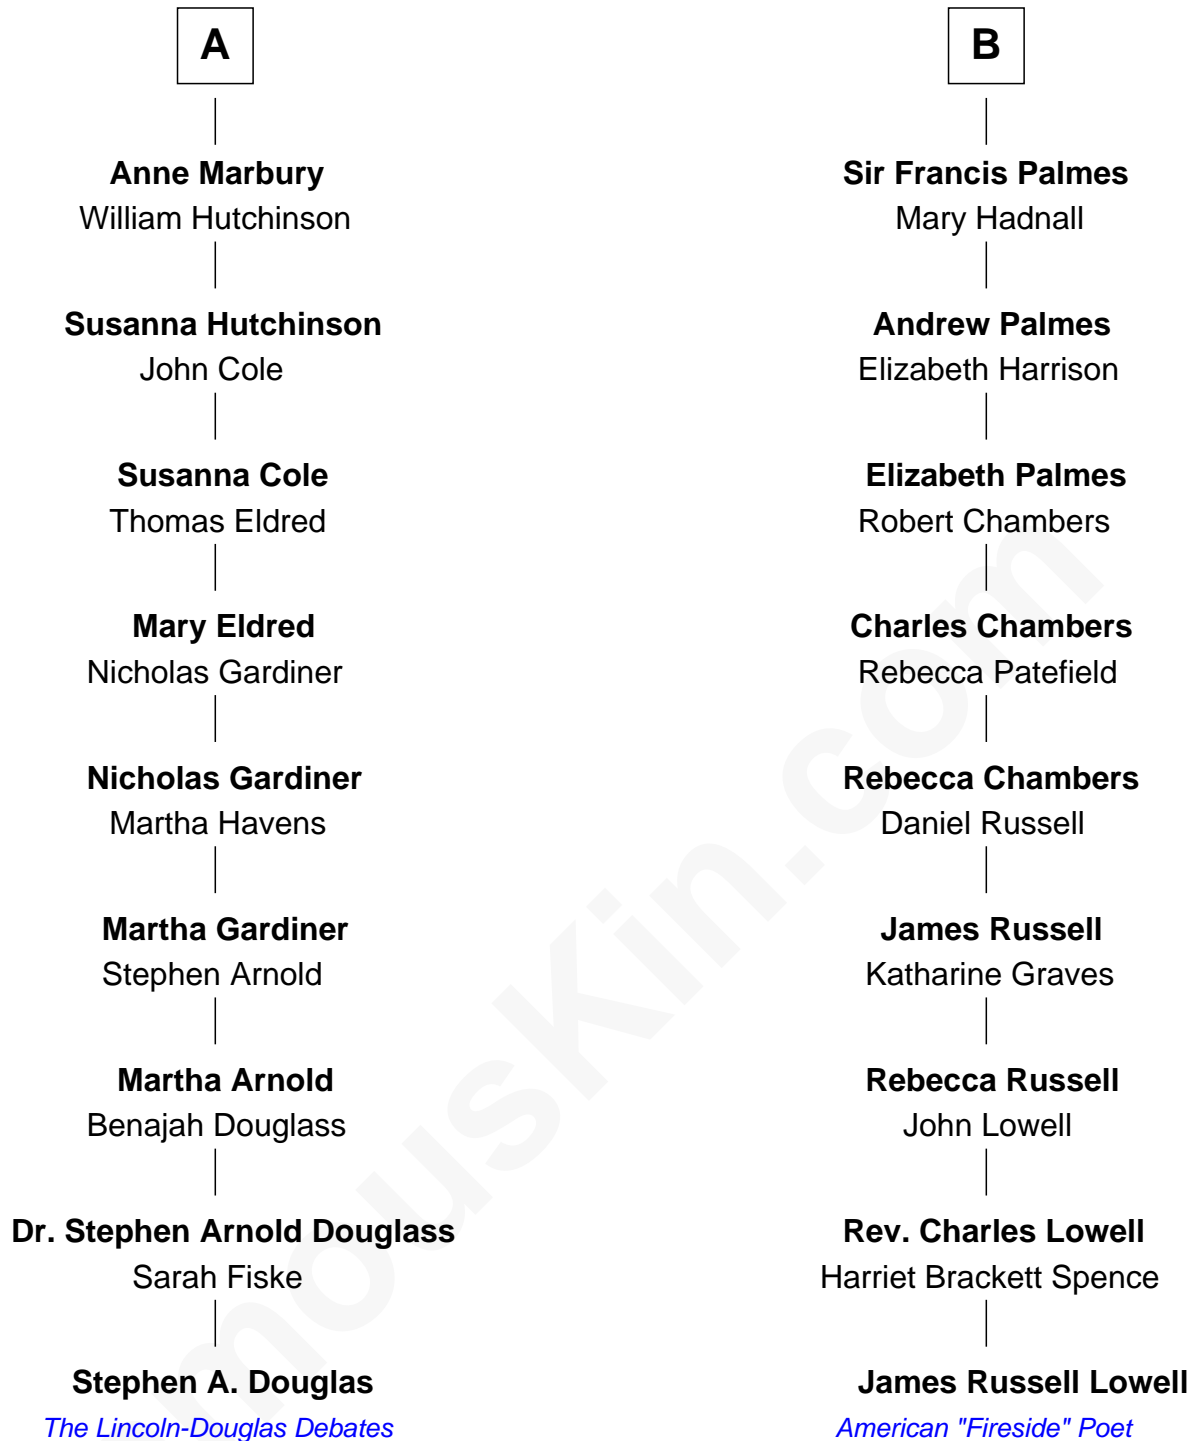 A
Anne Marbury
William Hutchinson
Susanna Hutchinson
John Cole
Susanna Cole
Thomas Eldred
Mary Eldred
Nicholas Gardiner
Nicholas Gardiner
Martha Havens
Martha Gardiner
Stephen Arnold
Martha Arnold
Benajah Douglass
Dr. Stephen Arnold Douglass
Sarah Fiske
Stephen A. Douglas
The Lincoln-Douglas Debates
B
Sir Francis Palmes
Mary Hadnall
Andrew Palmes
Elizabeth Harrison
Elizabeth Palmes
Robert Chambers
Charles Chambers
Rebecca Patefield
Rebecca Chambers
Daniel Russell
James Russell
Katharine Graves
Rebecca Russell
John Lowell
Rev. Charles Lowell
Harriet Brackett Spence
James Russell Lowell
American "Fireside" Poet
mousKin.com